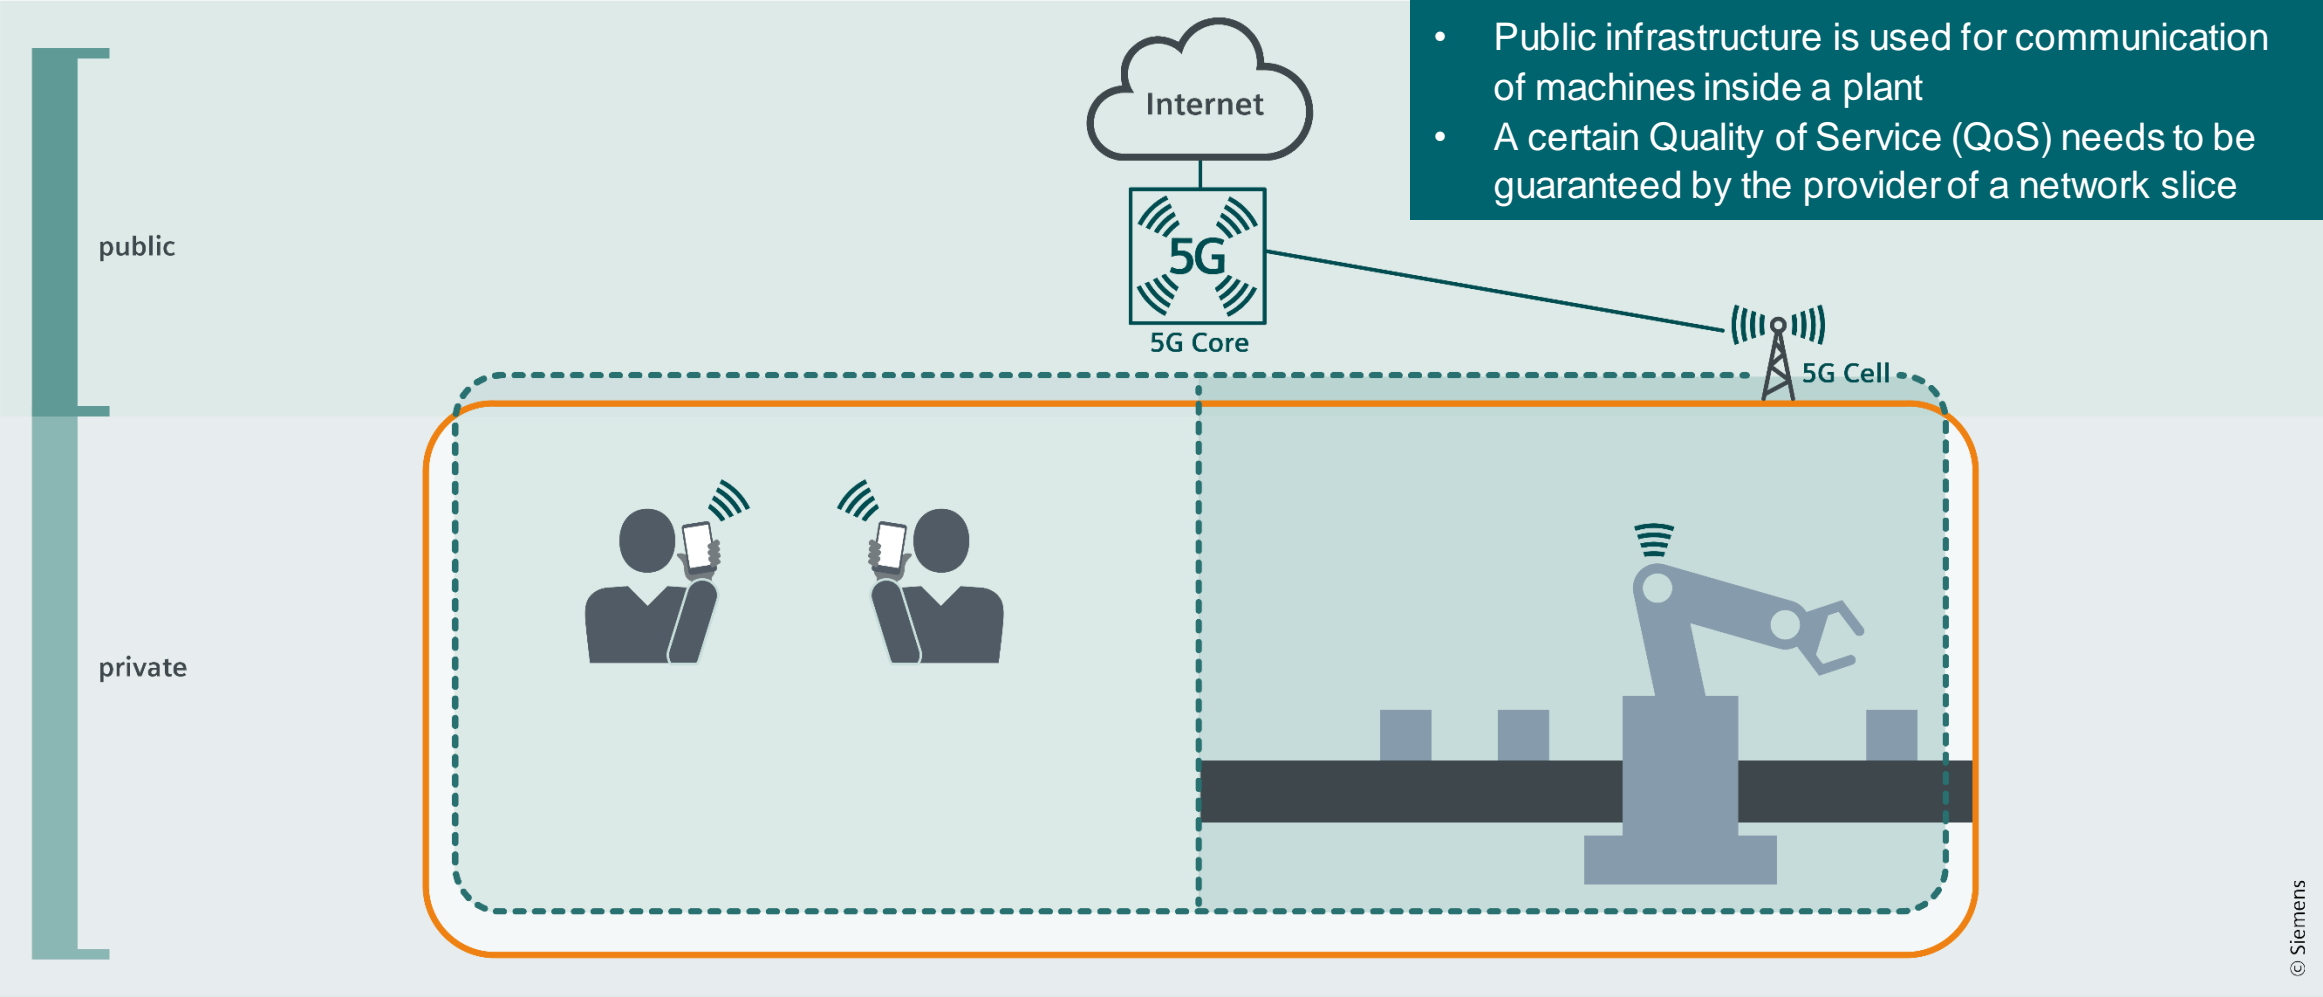 • Public infrastructure is used for communication
of machines inside a plant
• A certain Quality of Service (QoS) needs to be
guaranteed by the provider of a network slice
Internet
5G
5G Core
public
5G Cell
private
© Siemens